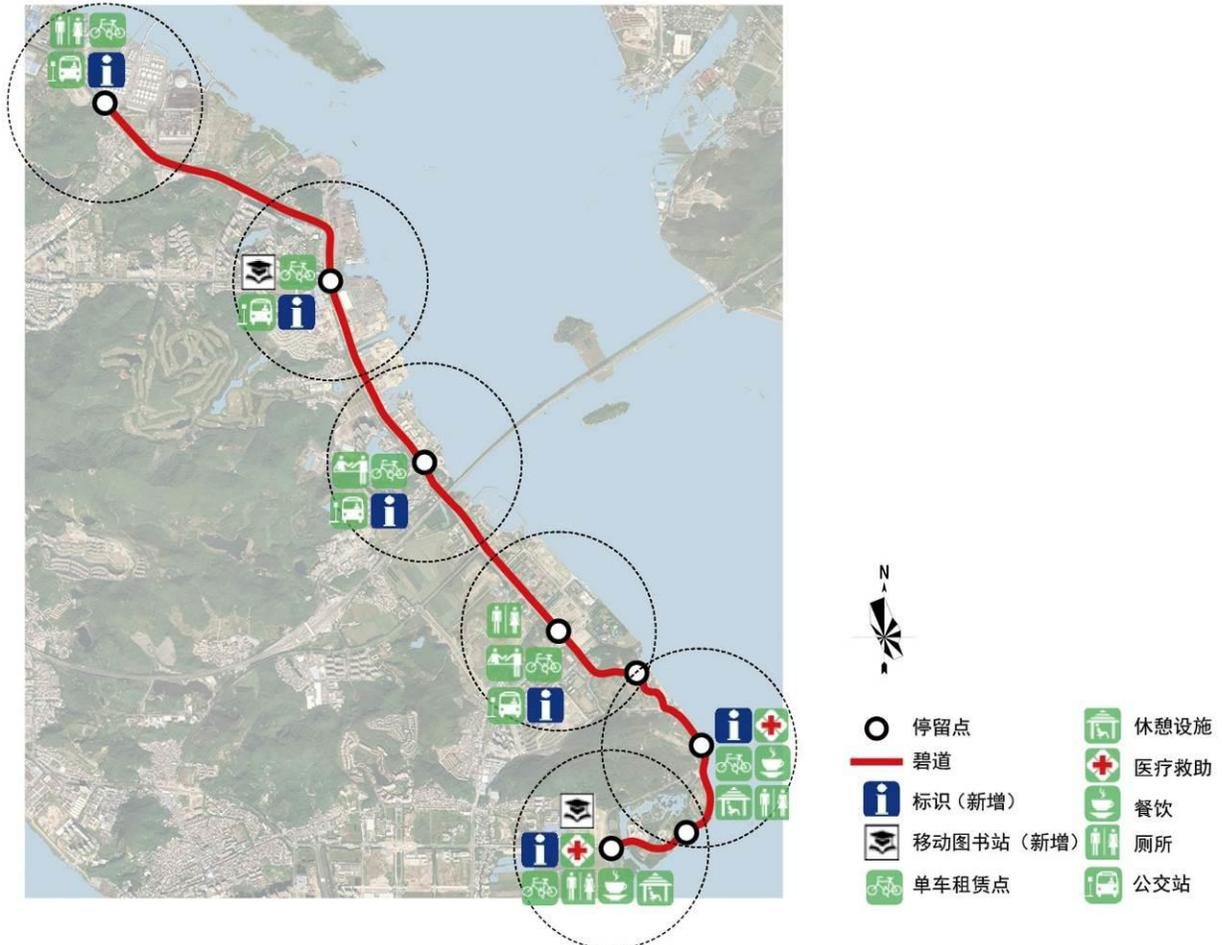 N
停留点
碧道
标识（新增）
移动图书站（新增）
单车租赁点
休憩设施
医疗救助
餐饮
厕所
公交站